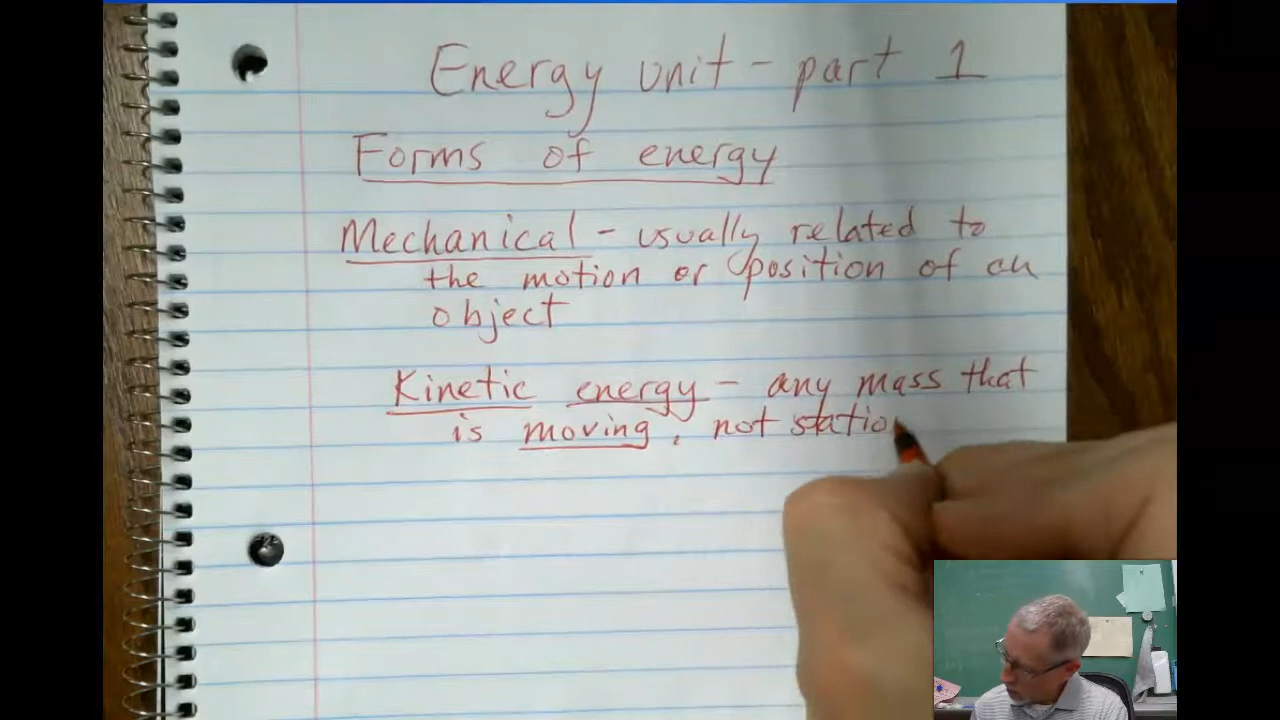 Energy unit - part 1
Forms of energy
Mechanical - usually related to
the motion or position of an
object
Kinetic energy - any mass that
is moving, not statio